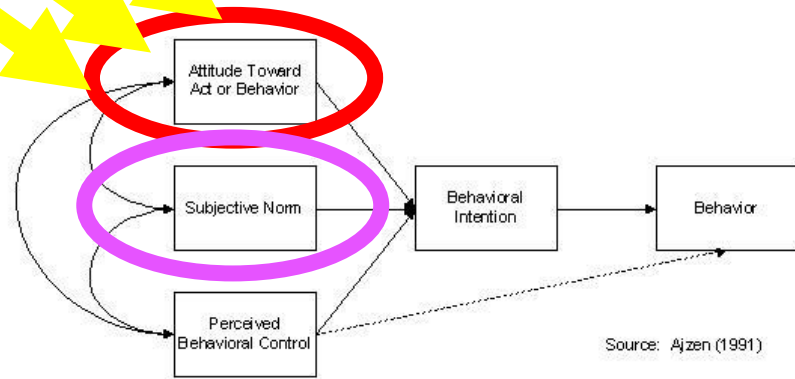 Attitude Toward
Act or Behavior
Subjective Norm
Behavioral
Intention
Behavior
Perceived
Behavioral Control
Source: Ajzen (1991)